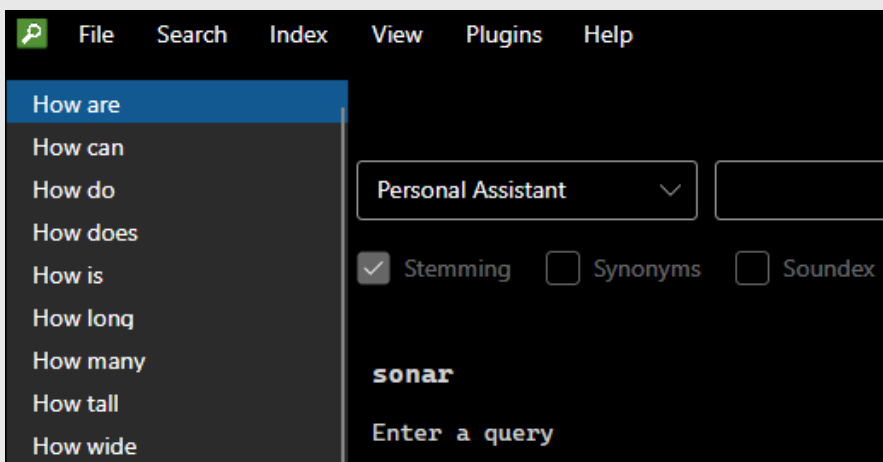 File Search Index View Plugins Help
How are
How can
How do
How does
How is
How long
How many
How tall
How wide
Personal Assistant
Stemming Synonyms Soundex
sonar
Enter a query